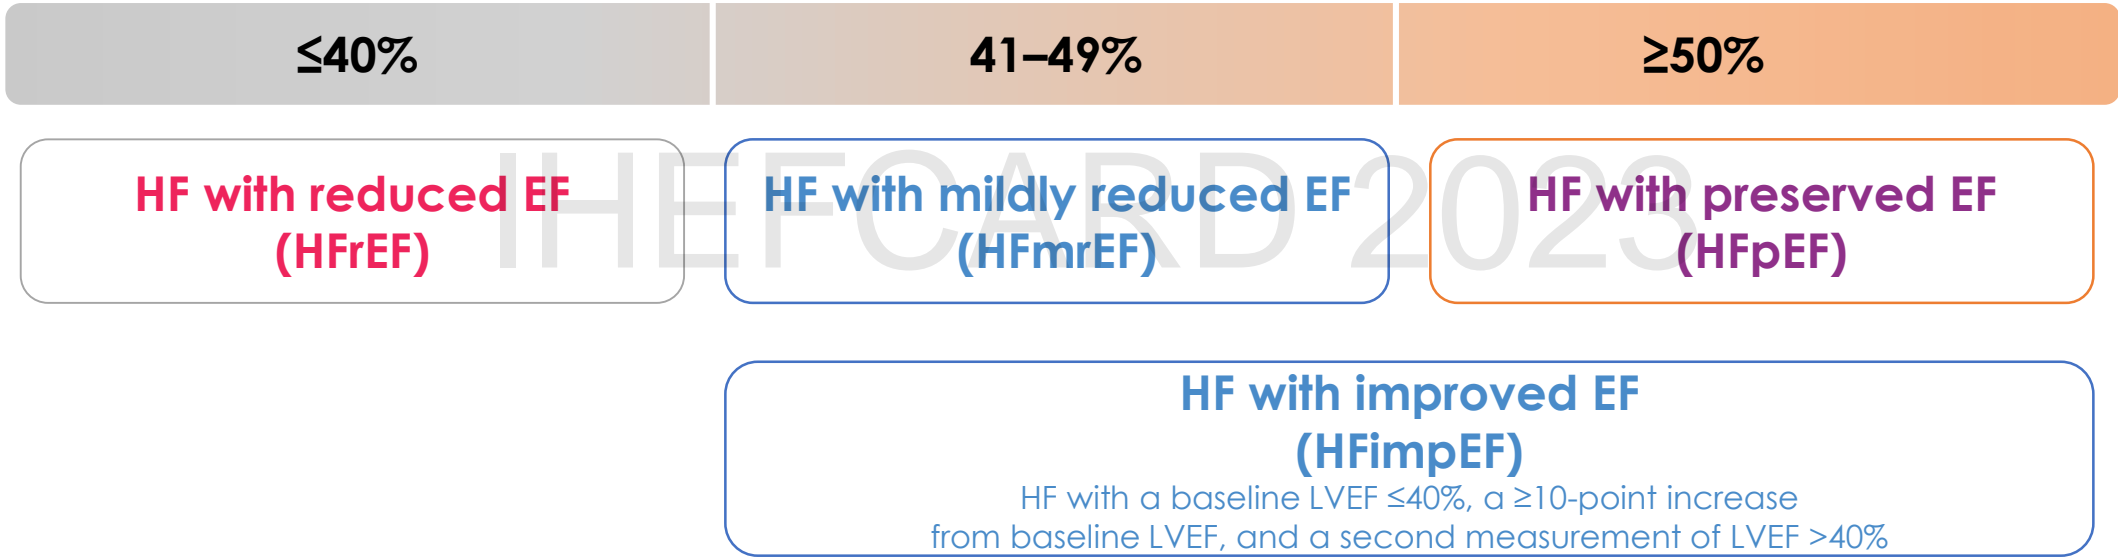 ≤40%
41–49%
≥50%
HF with reduced EF
(HFrEF)
HF with mildly reduced EF
(HFmrEF)
HF with preserved EF
(HFpEF)
IHEFCARD 2023
HF with improved EF
(HFimpEF)
HF with a baseline LVEF ≤40%, a ≥10-point increase
from baseline LVEF, and a second measurement of LVEF >40%